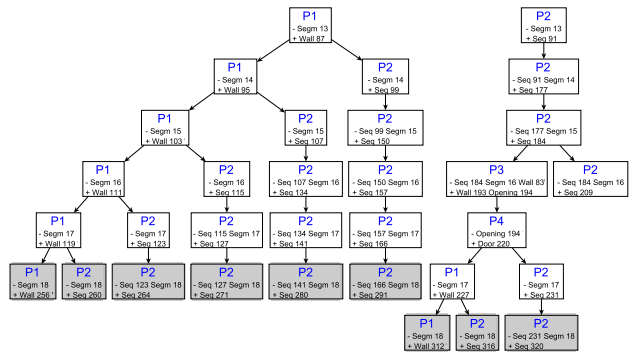 P1
- Segm 13
+ Wall 87
P2
- Segm 13
+ Seq 91
P1
- Segm 14
+ Wall 95
P2
- Segm 14
+ Seq 99
P2
- Seq 91 Segm 14
+ Seq 177
P1
- Segm 15
+ Wall 103 '
P2
- Segm 15
+ Seq 107
P2
- Seq 99 Segm 15
+ Seq 150
P2
- Seq 177 Segm 15
+ Seq 184
P1
- Segm 16
+ Wall 111
P2
- Segm 16
+ Seq 115
P2
- Seq 107 Segm 16
+ Seq 134
P2
- Seq 150 Segm 16
+ Seq 157
P3
- Seq 184 Segm 16 Wall 83'
+ Wall 193 Opening 194
P2
- Seq 184 Segm 16
+ Seq 209
P1
- Segm 17
+ Wall 119
P2
- Segm 17
+ Seq 123
P2
- Seq 115 Segm 17
+ Seq 127
P2
- Seq 134 Segm 17
+ Seq 141
P2
- Seq 157 Segm 17
+ Seq 166
P4
- Opening 194
+ Door 220
P1
- Segm 18
+ Wall 256 '
P2
- Segm 18
+ Seq 260
P2
- Seq 123 Segm 18
+ Seq 264
P2
- Seq 127 Segm 18
+ Seq 271
P2
- Seq 141 Segm 18
+ Seq 280
P2
- Seq 166 Segm 18
+ Seq 291
P1
- Segm 17
+ Wall 227
P2
- Segm 17
+ Seq 231
P1
- Segm 18
+ Wall 312 '
P2
- Segm 18
+ Seq 316
P2
- Seq 231 Segm 18
+ Seq 320